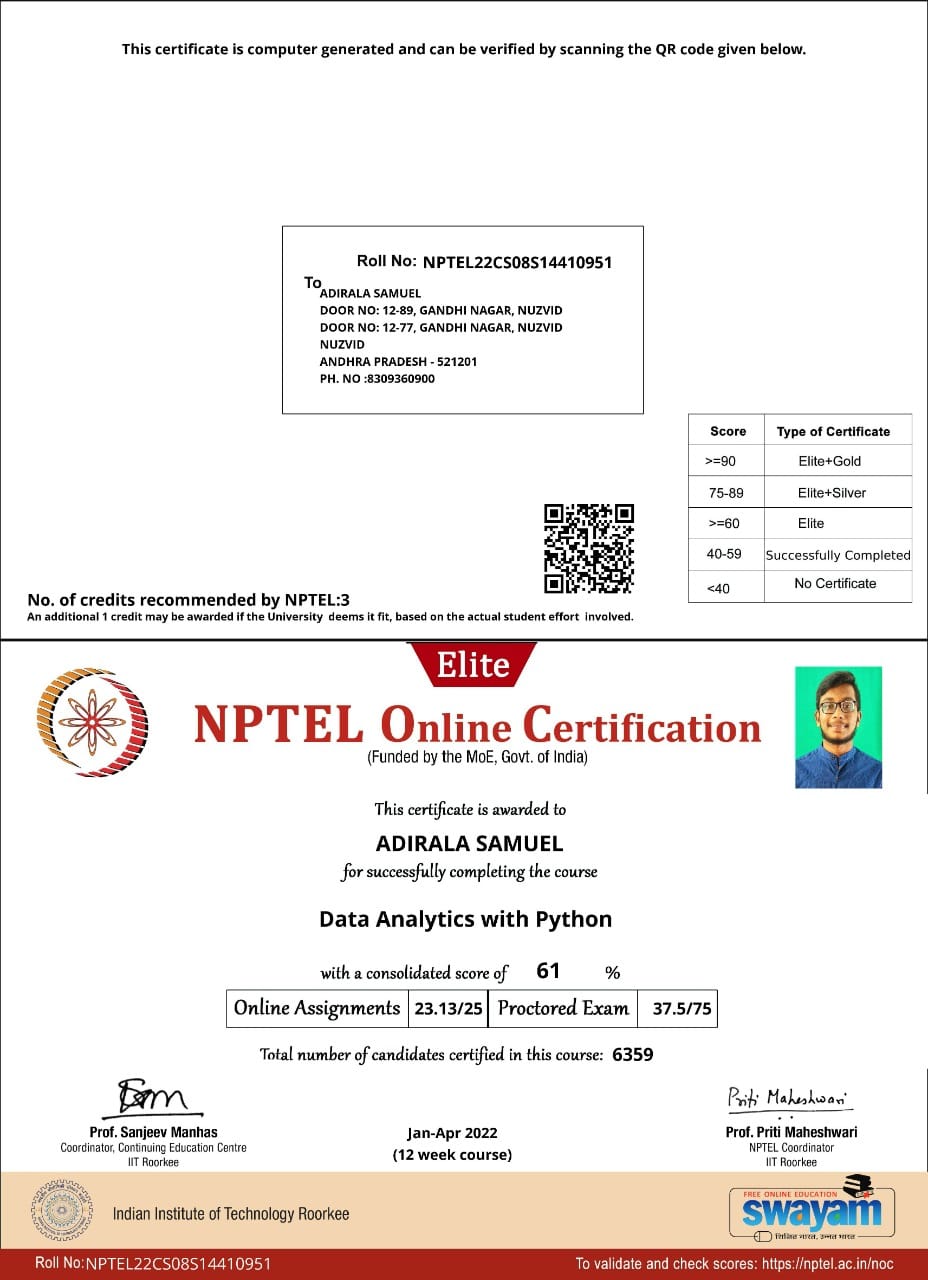 This certificate is computer generated and can be verified by scanning the QR code given below.
Roll No: NPTEL22CS08S14410951
To
ADIRALA SAMUEL
DOOR NO: 12-89, GANDHI NAGAR, NUZVID
DOOR NO: 12-77, GANDHI NAGAR, NUZVID
NUZVID
ANDHRA PRADESH - 521201
PH. NO :8309360900
Score Type of Certificate
>=90 Elite+Gold
75-89 Elite+Silver
>=60 Elite
40-59 Successfully Completed
<40 No Certificate
No. of credits recommended by NPTEL:3
An additional 1 credit may be awarded if the University deems it fit, based on the actual student effort involved.
Elite
NPTEL Online Certification
(Funded by the MoE, Govt. of India)
This certificate is awarded to
ADIRALA SAMUEL
for successfully completing the course
Data Analytics with Python
with a consolidated score of 61 %
Online Assignments 23.13/25 Proctored Exam 37.5/75
Total number of candidates certified in this course: 6359
Priti Maheshwari
Prof. Sanjeev Manhas
Coordinator, Continuing Education Centre
IIT Roorkee
Jan-Apr 2022
(12 week course)
Prof. Priti Maheshwari
NPTEL Coordinator
IIT Roorkee
Indian Institute of Technology Roorkee
FREE ONLINE EDUCATION
swayam
शिक्षित भारत, उन्नत भारत
Roll No:NPTEL22CS08S14410951
To validate and check scores: https://nptel.ac.in/noc